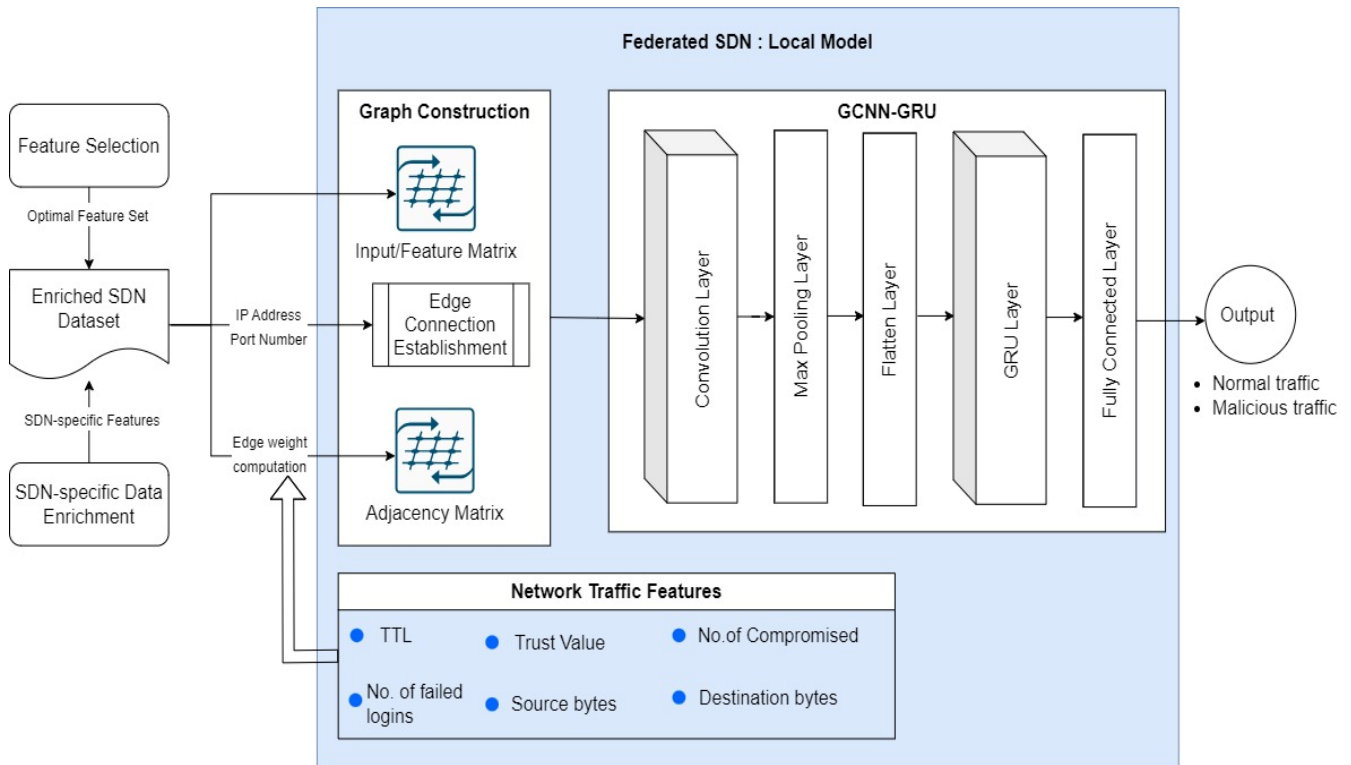 Federated SDN : Local Model
Feature Selection
Optimal Feature Set
Enriched SDN
Dataset
SDN-specific Features
SDN-specific Data
Enrichment
IP Address
Port Number
Edge weight
computation
Graph Construction
Input/Feature Matrix
Edge
Connection
Establishment
Adjacency Matrix
GCNN-GRU
Convolution Layer
Max Pooling Layer
Flatten Layer
GRU Layer
Fully Connected Layer
Output
• Normal traffic
• Malicious traffic
Network Traffic Features
TTL
Trust Value
No.of Compromised
No. of failed
logins
Source bytes
Destination bytes